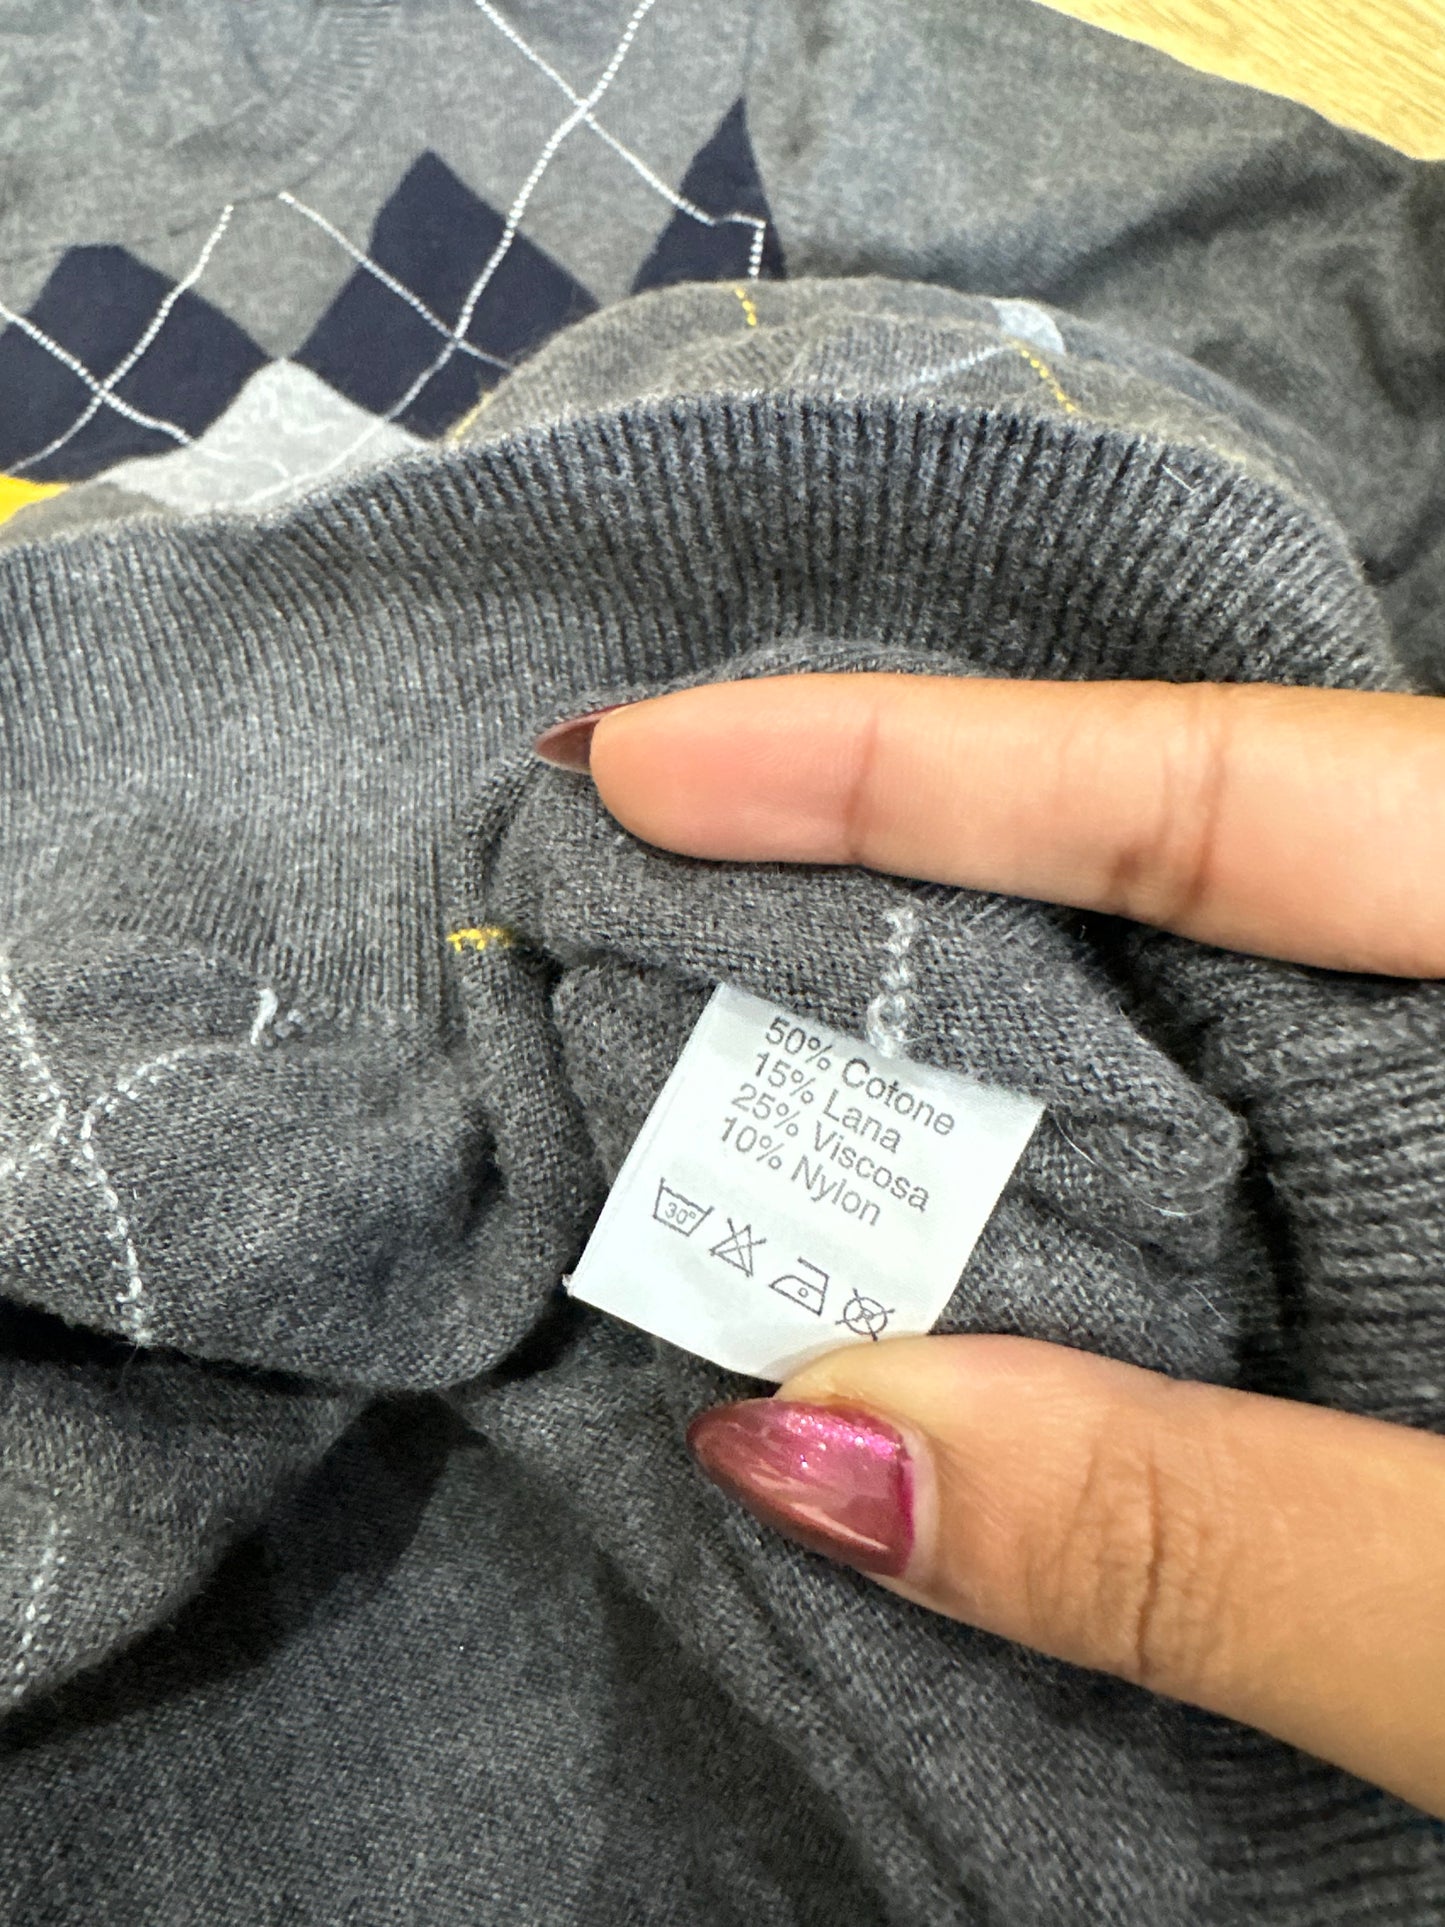 50% Cotone
15% Lana
25% Viscosa
10% Nylon
30°